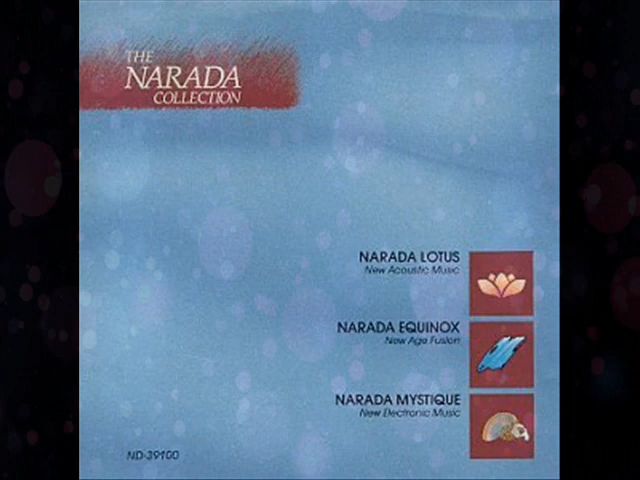 THE
NARADA
COLLECTION
NARADA LOTUS
New Acoustic Music
NARADA EQUINOX
New Age Fusion
NARADA MYSTIQUE
New Electronic Music
ND-39100